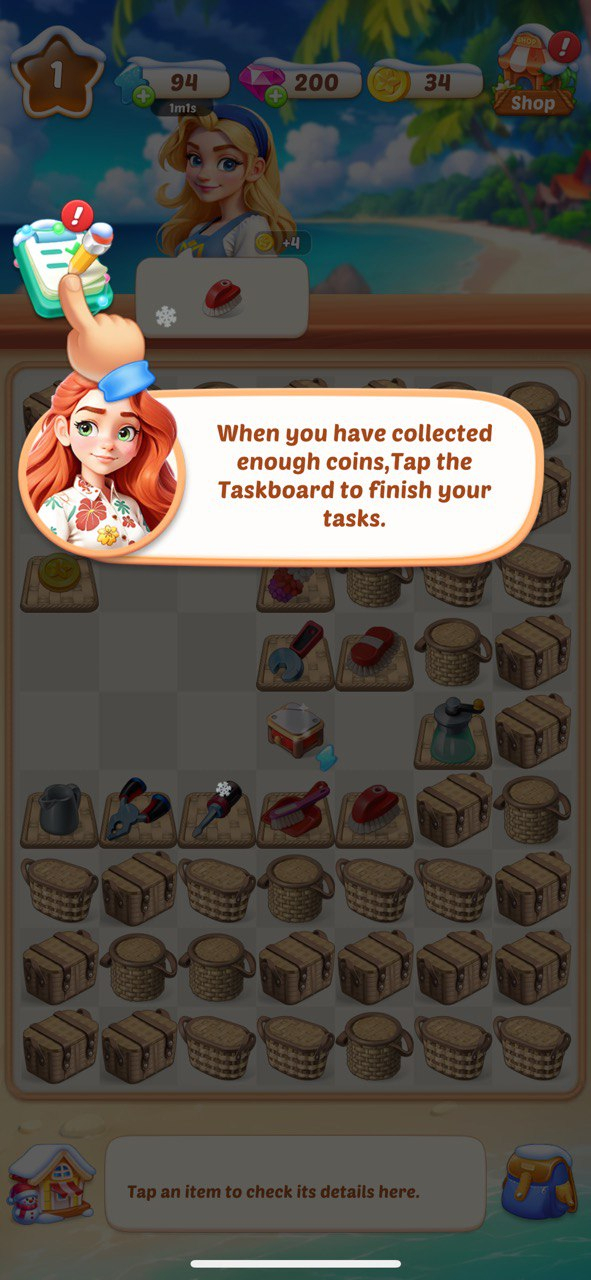 1
94
200
34
SHOP
!
Shop
1m1s
!
+4
When you have collected
enough coins,Tap the
Taskboard to finish your
tasks.
Tap an item to check its details here.